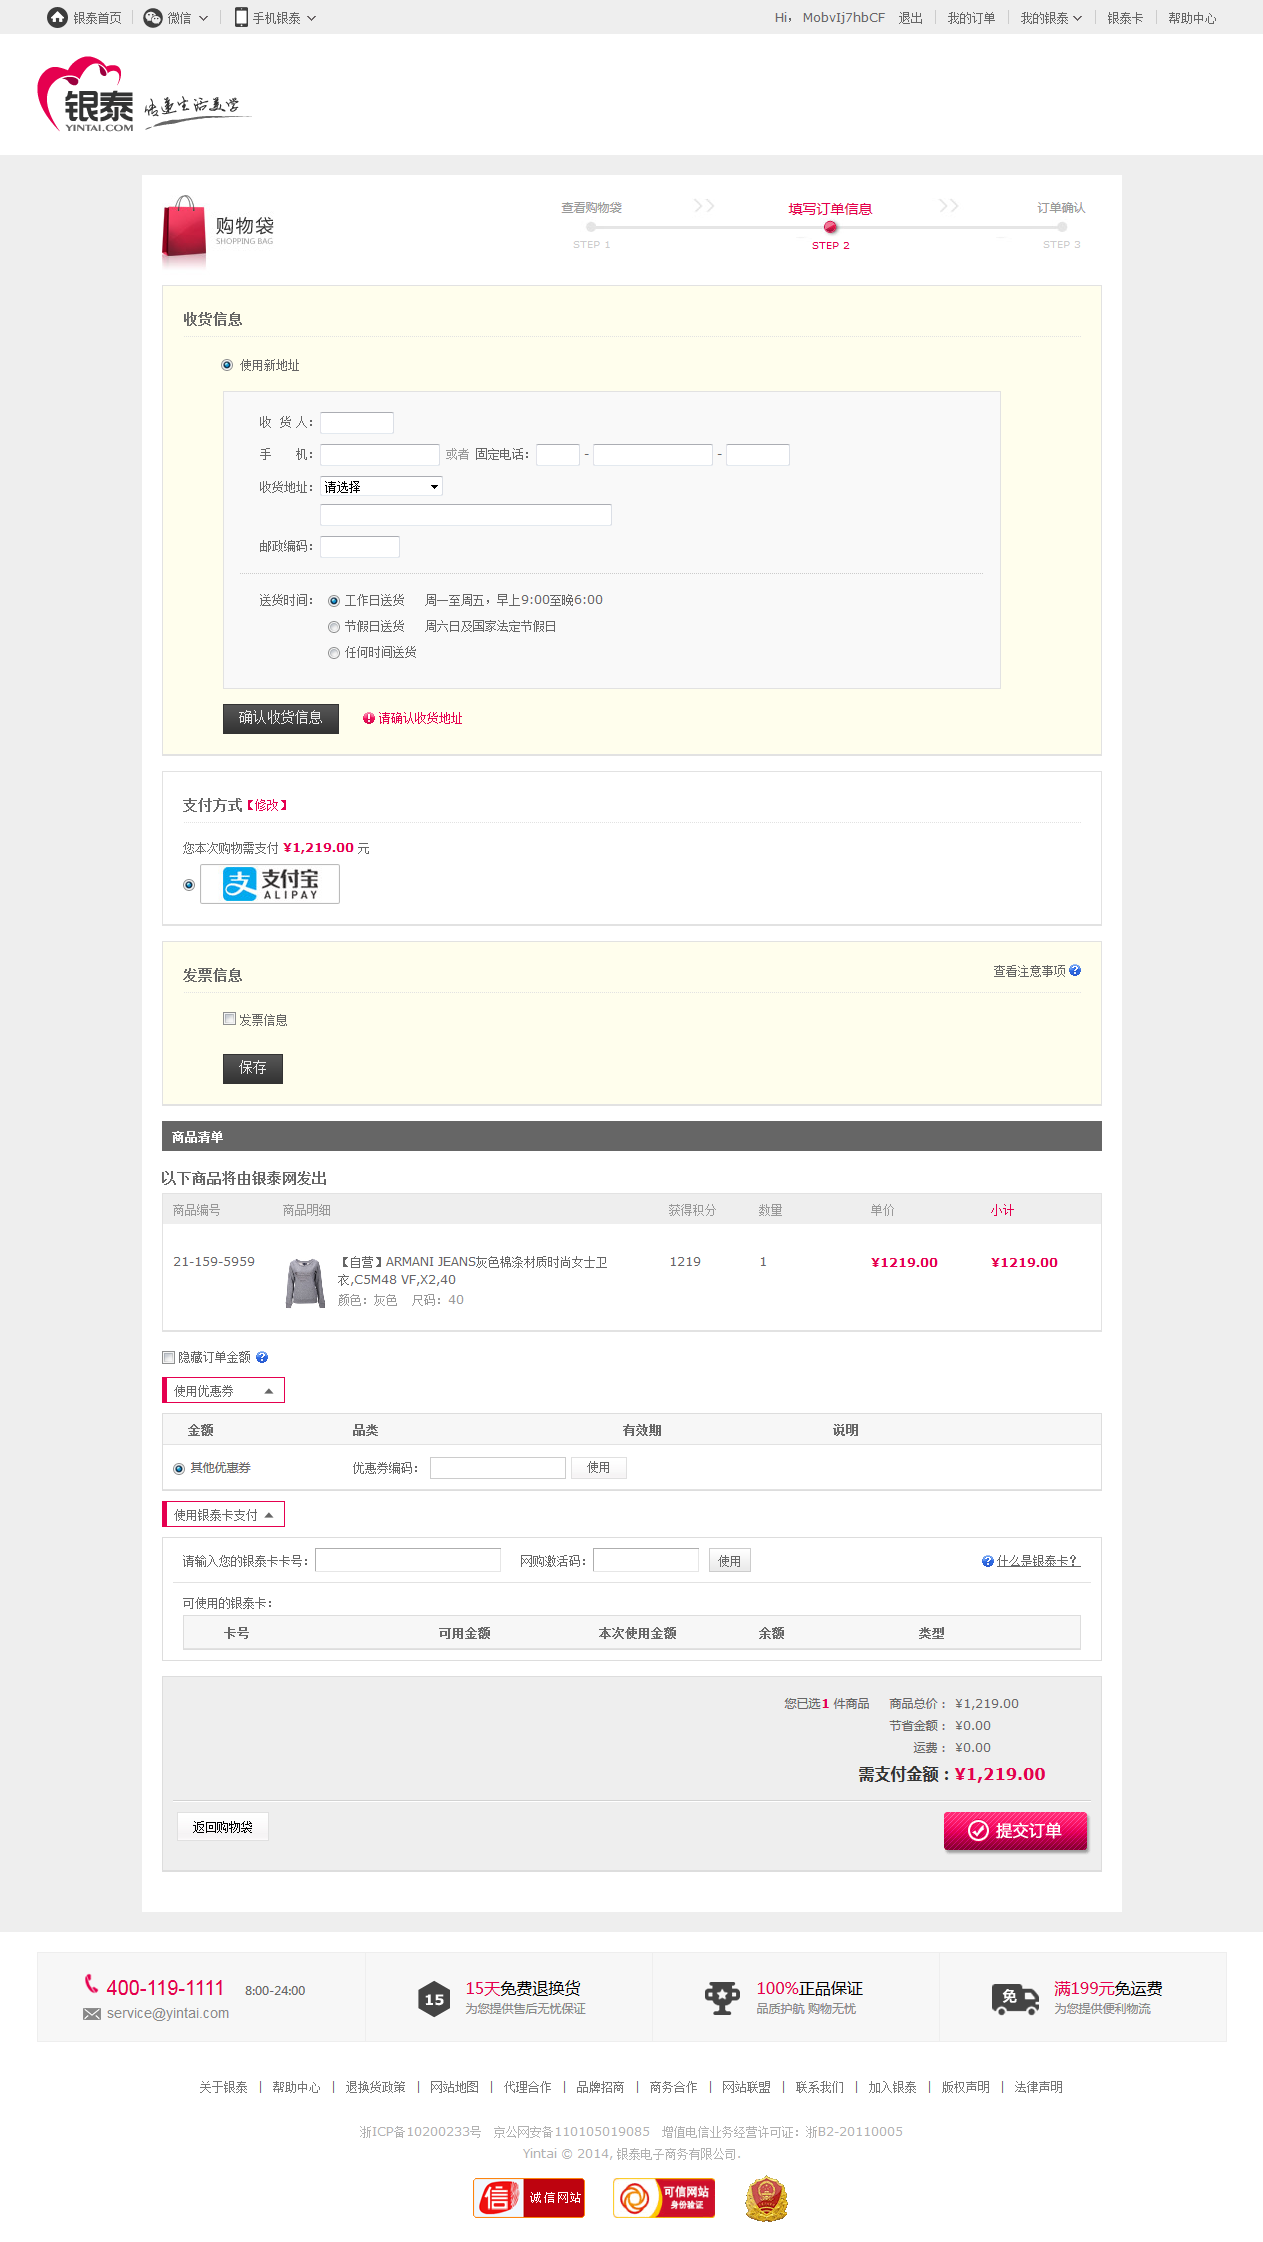 银泰首页 微信 手机银泰 Hi， MobvIj7hbCF 退出 我的订单 我的银泰 银泰卡 帮助中心
银泰 传递生活美学
YINTAI.COM
购物袋
SHOPPING BAG
查看购物袋 填写订单信息 订单确认
STEP 1 STEP 2 STEP 3
收货信息
使用新地址
收 货 人：
手 机： 或者 固定电话： - -
收货地址： 请选择
邮政编码：
送货时间： 工作日送货 周一至周五，早上9:00至晚6:00
节假日送货 周六日及国家法定节假日
任何时间送货
确认收货信息 请确认收货地址
支付方式【修改】
您本次购物需支付 ¥1,219.00 元
支 支付宝
ALIPAY
发票信息 查看注意事项
发票信息
保存
商品清单
以下商品将由银泰网发出
商品编号 商品明细 获得积分 数量 单价 小计
21-159-5959 【自营】ARMANI JEANS灰色棉涤材质时尚女士卫 1219 1 ¥1219.00 ¥1219.00
衣,C5M48 VF,X2,40
颜色：灰色 尺码：40
隐藏订单金额
使用优惠券
金额 品类 有效期 说明
其他优惠券 优惠券编码： 使用
使用银泰卡支付
请输入您的银泰卡卡号： 网购激活码： 使用 什么是银泰卡？
可使用的银泰卡：
卡号 可用金额 本次使用金额 余额 类型
您已选1 件商品 商品总价： ¥1,219.00
节省金额： ¥0.00
运费： ¥0.00
需支付金额：¥1,219.00
返回购物袋 提交订单
400-119-1111 8:00-24:00
service@yintai.com
15 15天免费退换货
为您提供售后无忧保证
100%正品保证
品质护航 购物无忧
免 满199元免运费
为您提供便利物流
关于银泰 | 帮助中心 | 退换货政策 | 网站地图 | 代理合作 | 品牌招商 | 商务合作 | 网站联盟 | 联系我们 | 加入银泰 | 版权声明 | 法律声明
浙ICP备10200233号 京公网安备110105019085 增值电信业务经营许可证：浙B2-20110005
Yintai © 2014, 银泰电子商务有限公司.
信 诚信网站 可信网站
身份验证